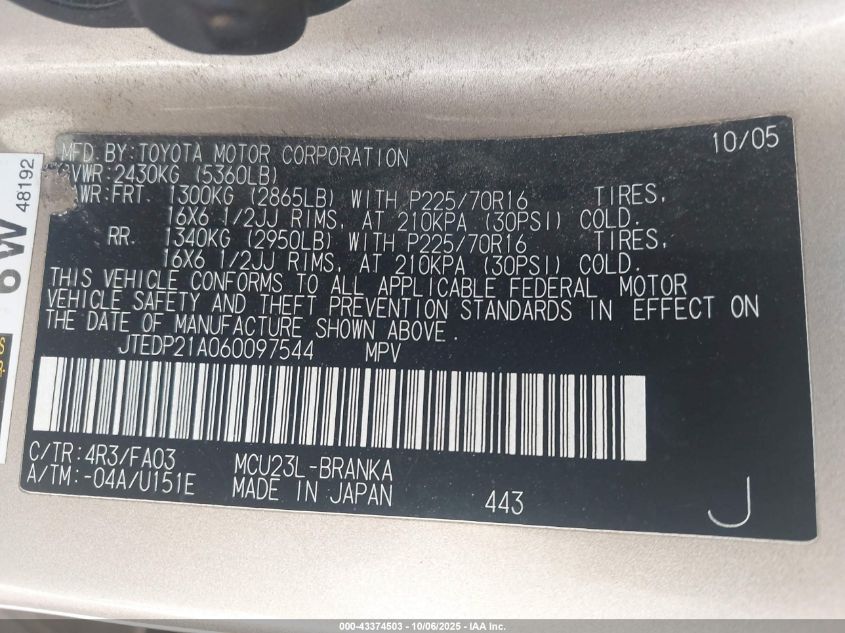 10/05
MFD. BY: TOYOTA MOTOR CORPORATION
VWR: 2430KG (5360LB)
WR: FRT. 1300KG (2865LB) WITH P225/70R16 TIRES,
16X6 1/2JJ RIMS, AT 210KPA (30PSI) COLD.
RR. 1340KG (2950LB) WITH P225/70R16 TIRES,
16X6 1/2JJ RIMS, AT 210KPA (30PSI) COLD.
THIS VEHICLE CONFORMS TO ALL APPLICABLE FEDERAL MOTOR
VEHICLE SAFETY AND THEFT PREVENTION STANDARDS IN EFFECT ON
THE DATE OF MANUFACTURE SHOWN ABOVE.
JTEDP21A060097544 MPV
C/TR: 4R3/FA03 MCU23L-BRANKA
A/TM: -04A/U151E MADE IN JAPAN 443 J
48192
000-43374503 - 10/06/2025 - IAA Inc.